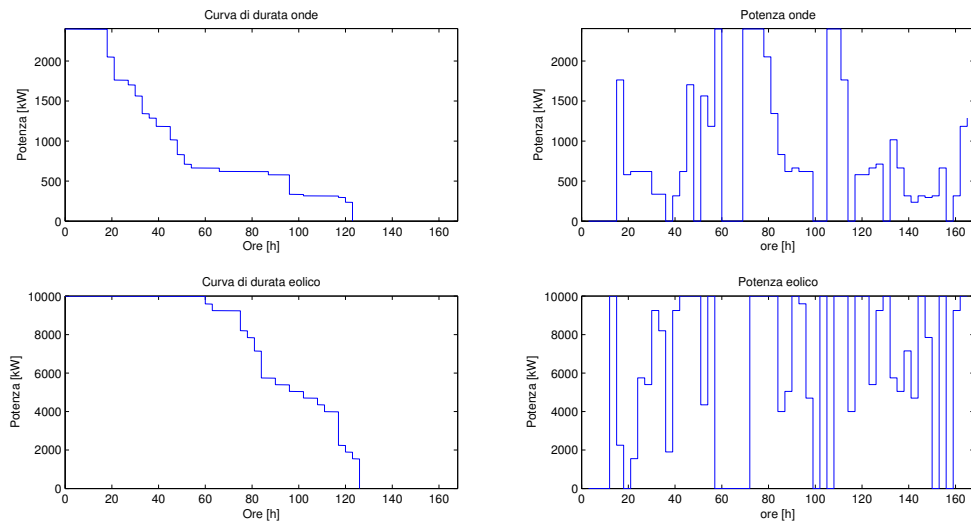 Curva di durata onde
Potenza [kW]
2000
1500
1000
500
0
0 20 40 60 80 100 120 140 160
Ore [h]
Potenza onde
Potenza [kW]
2000
1500
1000
500
0
20 40 60 80 100 120 140 160
ore [h]
Curva di durata eolico
Potenza [kW]
10000
8000
6000
4000
2000
0
0 20 40 60 80 100 120 140 160
Ore [h]
Potenza eolico
Potenza [kW]
10000
8000
6000
4000
2000
0
20 40 60 80 100 120 140 160
ore [h]